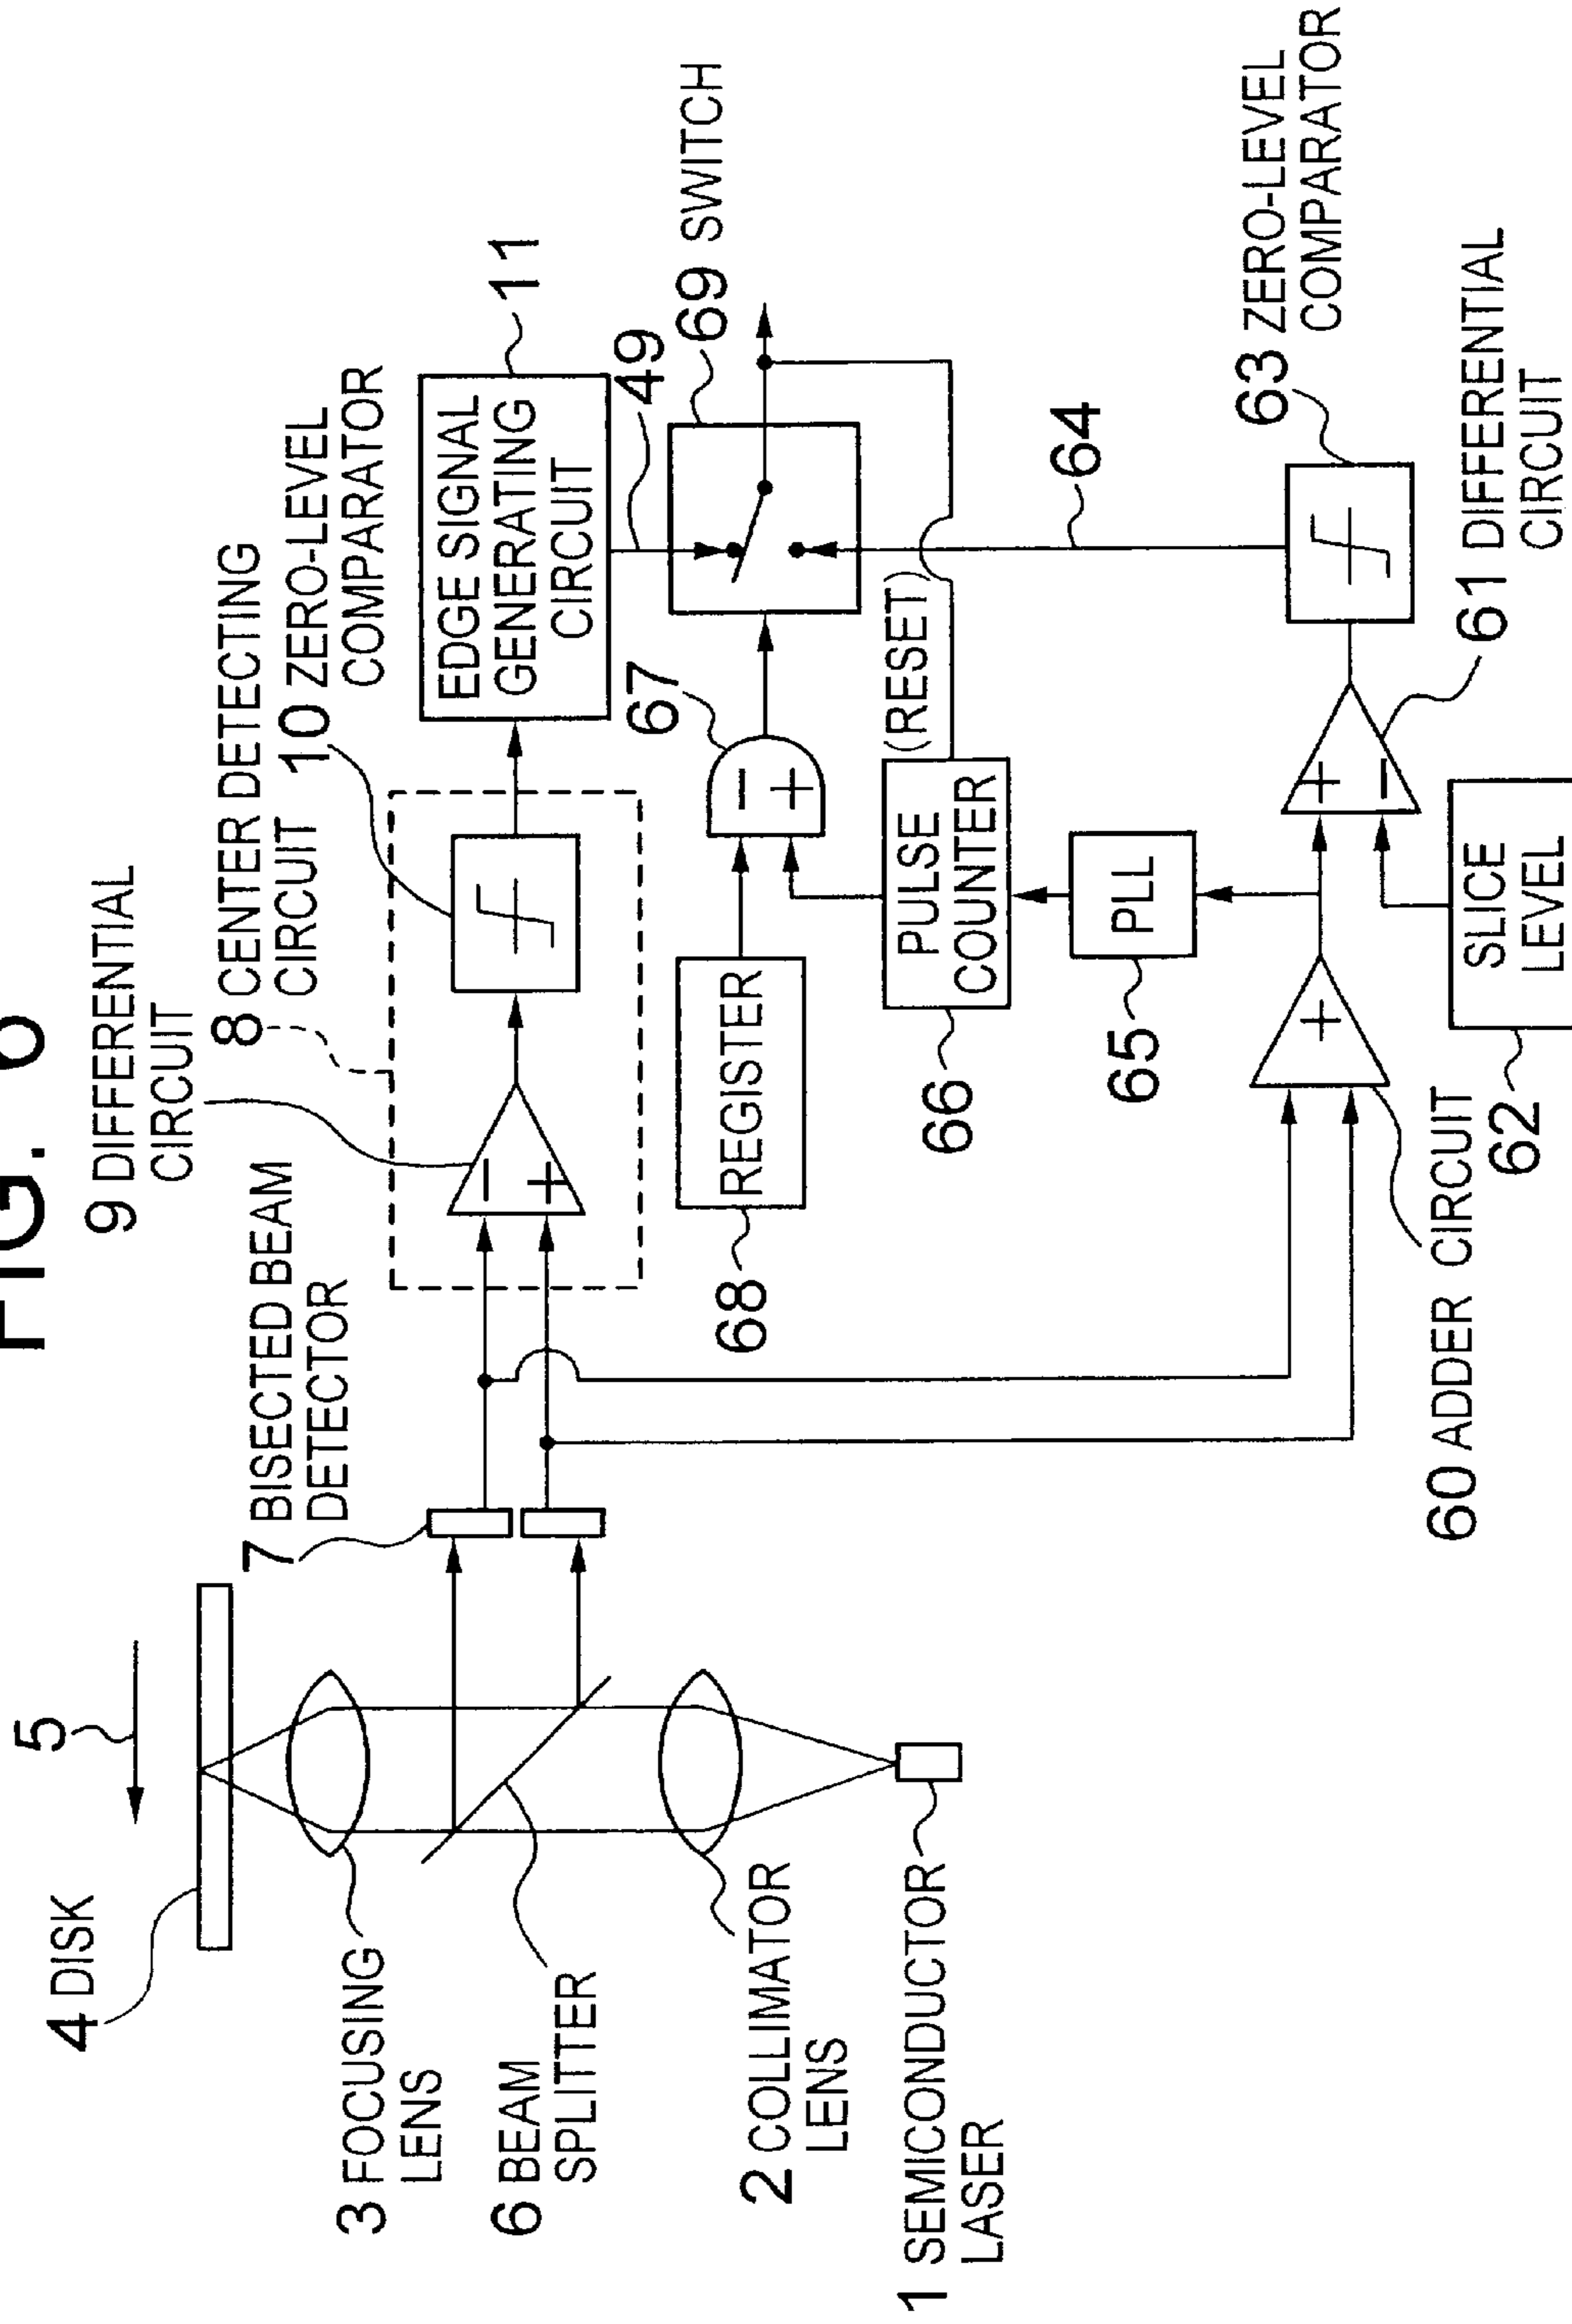 FIG. 6
5
4 DISK
3 FOCUSING
LENS
6 BEAM
SPLITTER
2 COLLIMATOR
LENS
1 SEMICONDUCTOR
LASER
7 BISECTED BEAM
DETECTOR
9 DIFFERENTIAL
CIRCUIT
8 CENTER DETECTING
CIRCUIT
10 ZERO-LEVEL
COMPARATOR
EDGE SIGNAL
GENERATING
CIRCUIT
11
49
69 SWITCH
67
− +
REGISTER
68
(RESET)
PULSE
COUNTER
66
PLL
65
64
63 ZERO-LEVEL
COMPARATOR
61 DIFFERENTIAL
CIRCUIT
SLICE
LEVEL
62
60 ADDER CIRCUIT
− +
+
+ −